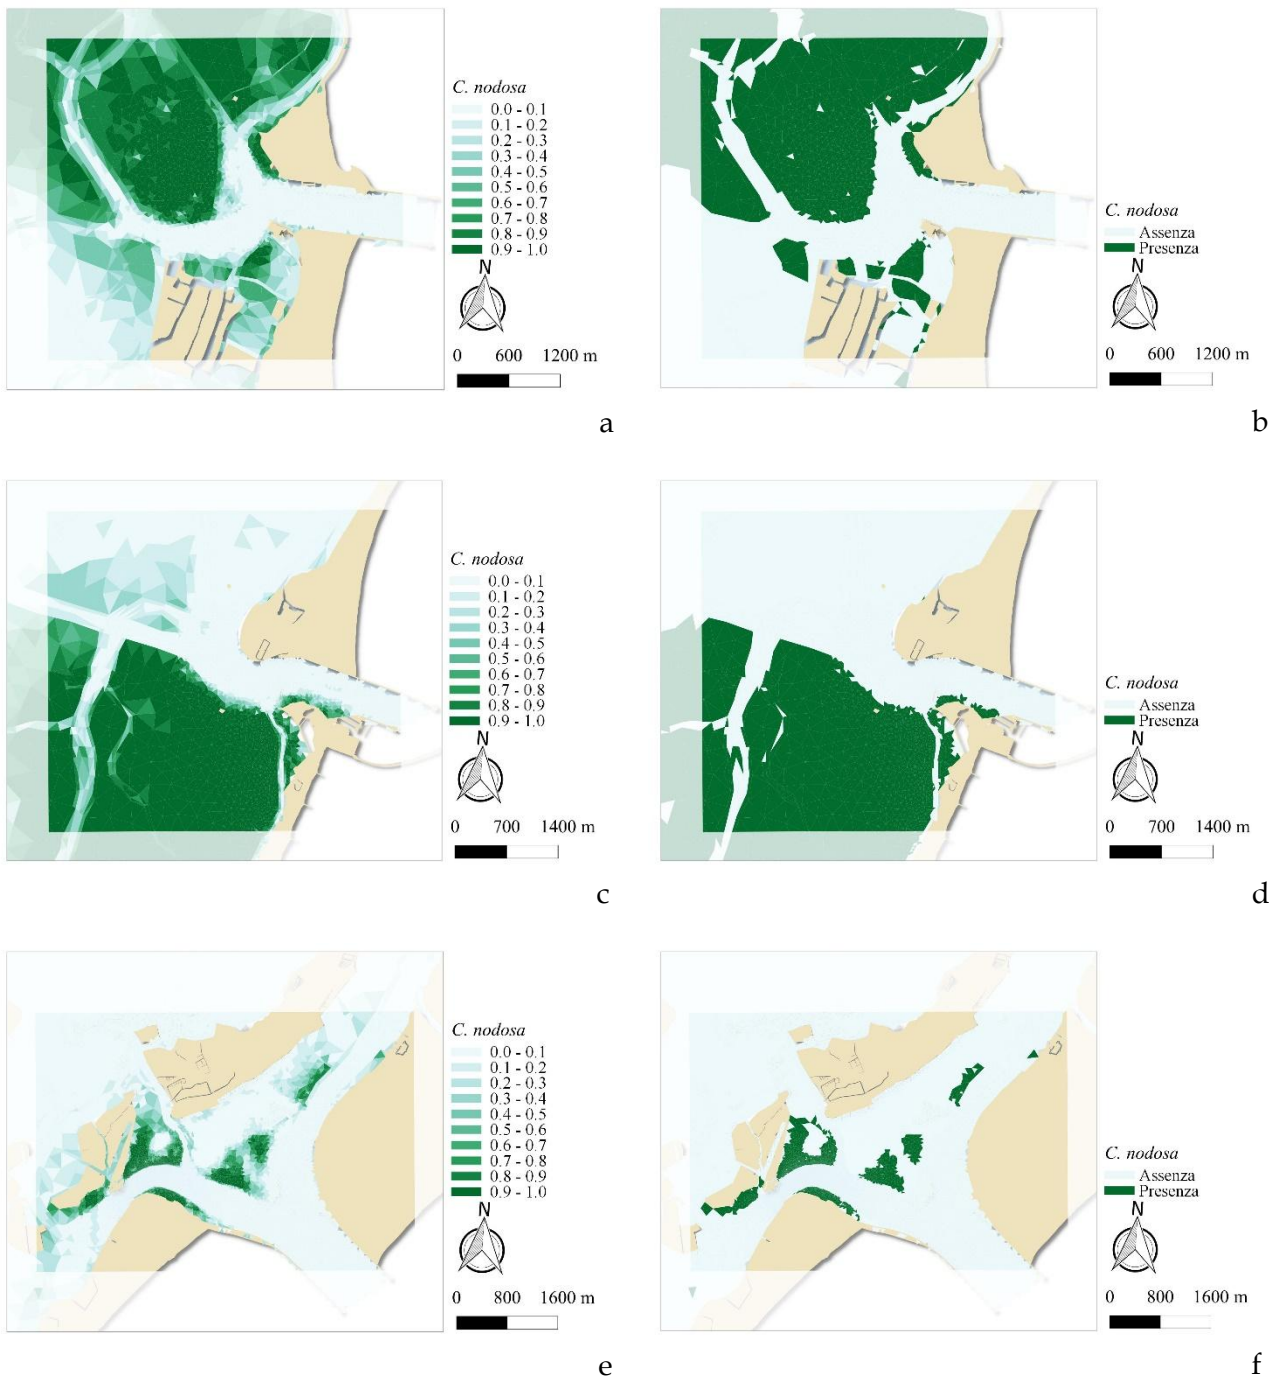 C. nodosa
0.0 - 0.1
0.1 - 0.2
0.2 - 0.3
0.3 - 0.4
0.4 - 0.5
0.5 - 0.6
0.6 - 0.7
0.7 - 0.8
0.8 - 0.9
0.9 - 1.0
N
0 600 1200 m
a
C. nodosa
Assenza
Presenza
N
0 600 1200 m
b
C. nodosa
0.0 - 0.1
0.1 - 0.2
0.2 - 0.3
0.3 - 0.4
0.4 - 0.5
0.5 - 0.6
0.6 - 0.7
0.7 - 0.8
0.8 - 0.9
0.9 - 1.0
N
0 700 1400 m
c
C. nodosa
Assenza
Presenza
N
0 700 1400 m
d
C. nodosa
0.0 - 0.1
0.1 - 0.2
0.2 - 0.3
0.3 - 0.4
0.4 - 0.5
0.5 - 0.6
0.6 - 0.7
0.7 - 0.8
0.8 - 0.9
0.9 - 1.0
N
0 800 1600 m
e
C. nodosa
Assenza
Presenza
N
0 800 1600 m
f